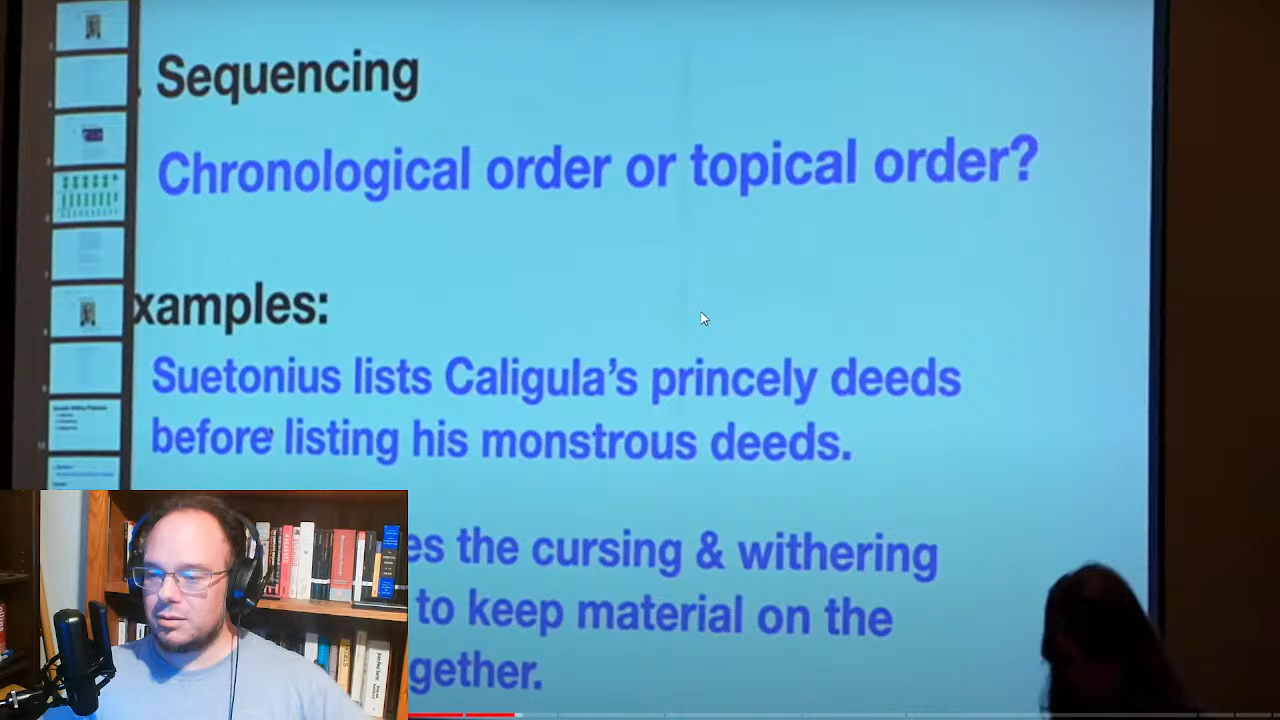 Sequencing
Chronological order or topical order?
xamples:
Suetonius lists Caligula's princely deeds
before listing his monstrous deeds.
es the cursing & withering
to keep material on the
gether.